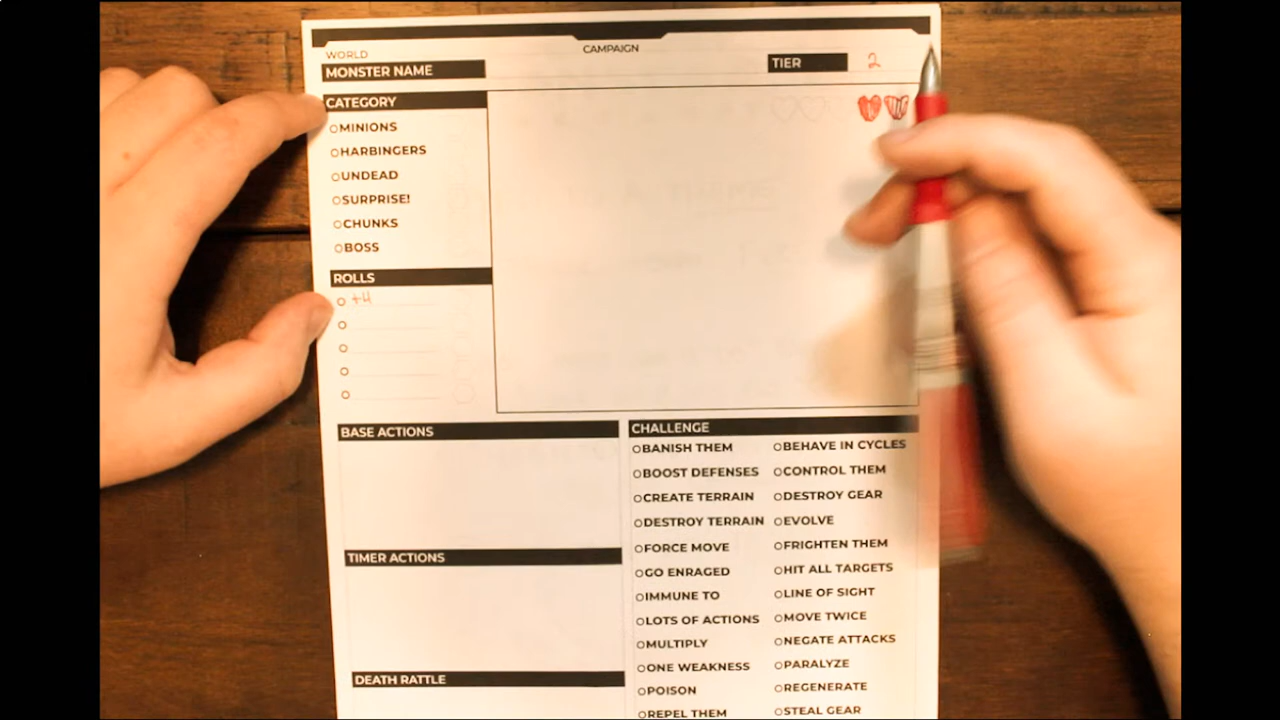 WORLD
CAMPAIGN
MONSTER NAME
TIER 2
CATEGORY
MINIONS
HARBINGERS
UNDEAD
SURPRISE!
CHUNKS
BOSS
ROLLS
+4
BASE ACTIONS
TIMER ACTIONS
DEATH RATTLE
CHALLENGE
BANISH THEM
BOOST DEFENSES
CREATE TERRAIN
DESTROY TERRAIN
FORCE MOVE
GO ENRAGED
IMMUNE TO
LOTS OF ACTIONS
MULTIPLY
ONE WEAKNESS
POISON
REPEL THEM
BEHAVE IN CYCLES
CONTROL THEM
DESTROY GEAR
EVOLVE
FRIGHTEN THEM
HIT ALL TARGETS
LINE OF SIGHT
MOVE TWICE
NEGATE ATTACKS
PARALYZE
REGENERATE
STEAL GEAR